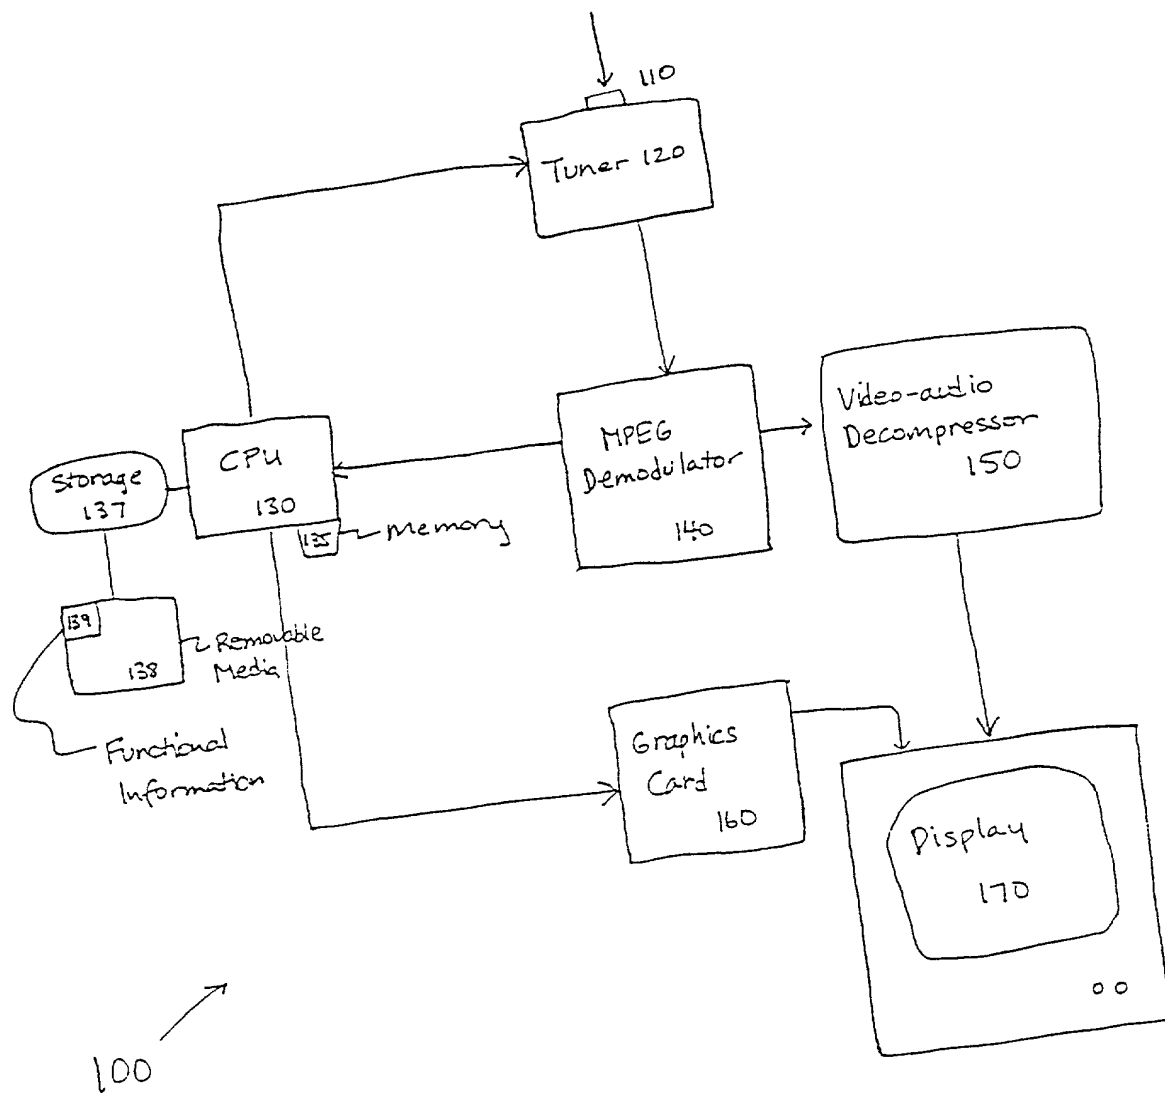 110
Tuner 120
Video-audio
Decompressor
150
MPEG
Demodulator
140
CPU
130
Storage
137
135
Memory
139
138
Removable
Media
Functional
Information
Graphics
Card
160
Display
170
100